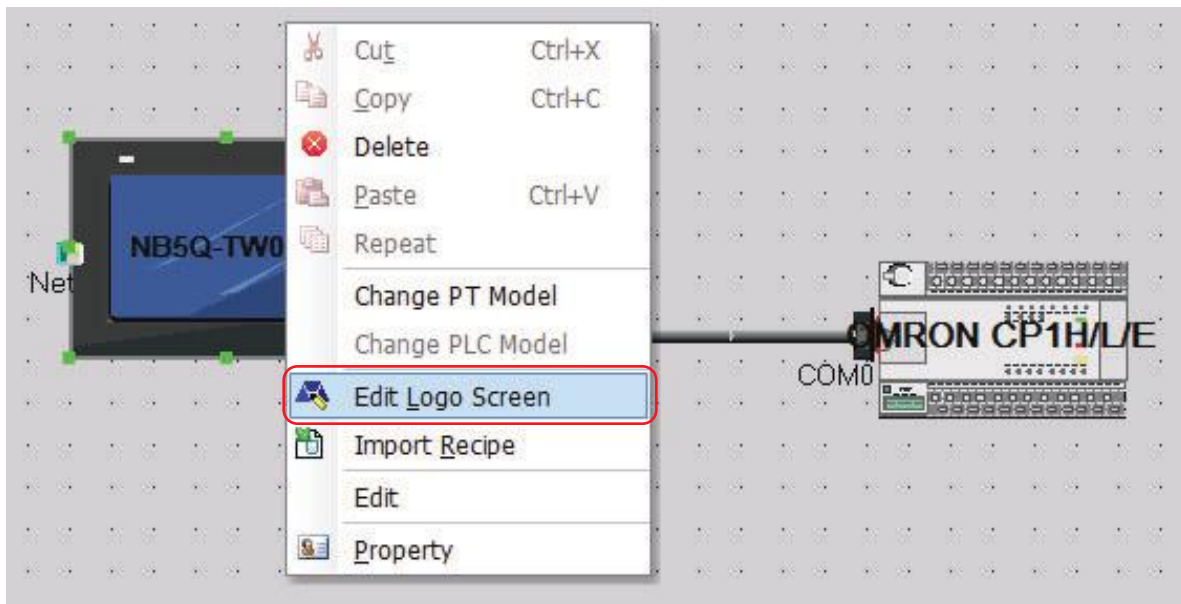 Cut Ctrl+X
Copy Ctrl+C
Delete
Paste Ctrl+V
Repeat
Change PT Model
Change PLC Model
Edit Logo Screen
Import Recipe
Edit
Property
NB5Q-TW0
Net
OMRON CP1H/L/E
COM0